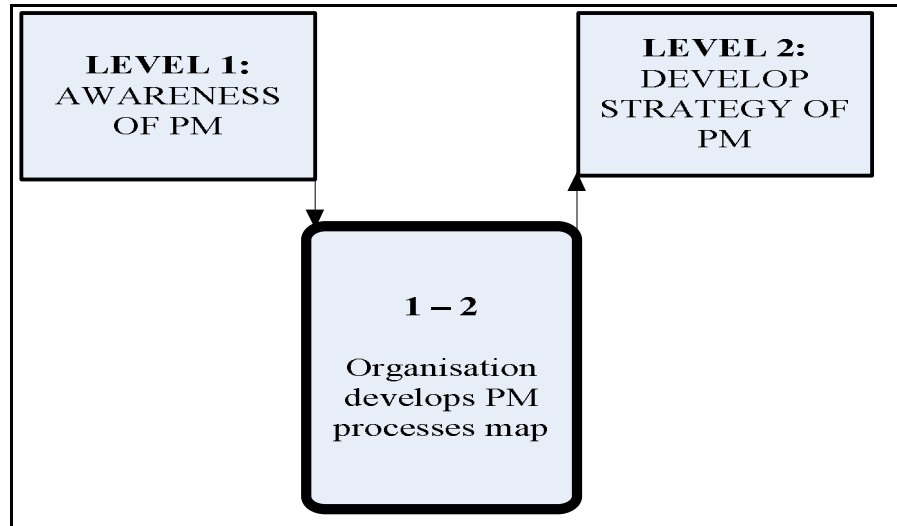 LEVEL 1:
AWARENESS
OF PM
LEVEL 2:
DEVELOP
STRATEGY OF
PM
1 – 2
Organisation
develops PM
processes map